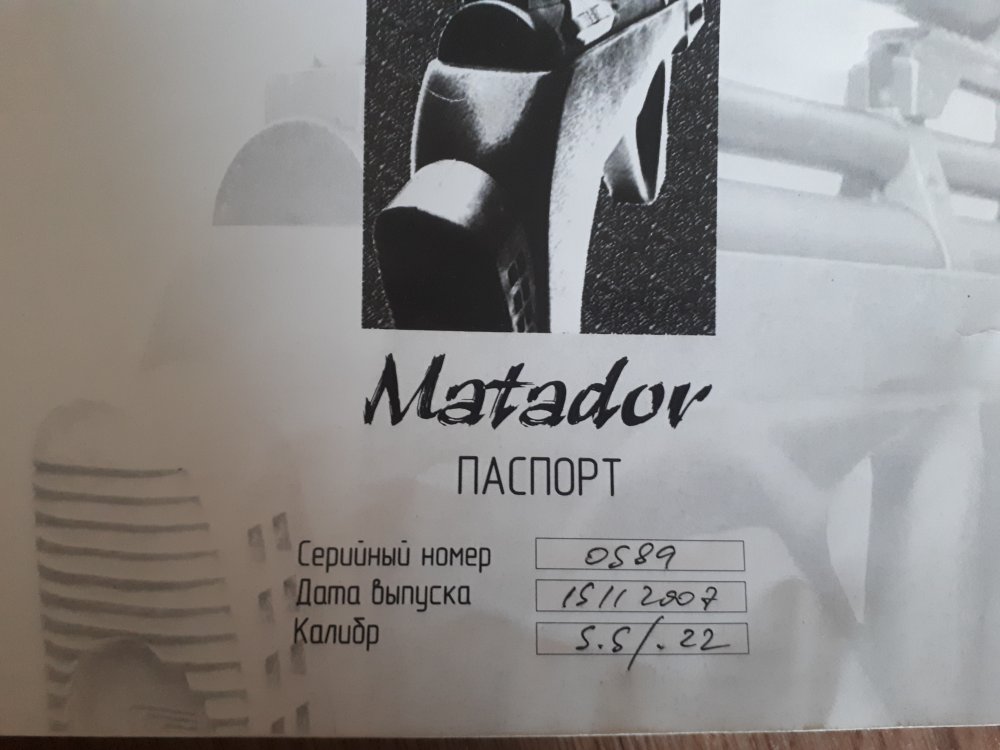 Matador
ПАСПОРТ
Серийный номер 0589
Дата выпуска 15 11 2007
Калибр 5.5/.22